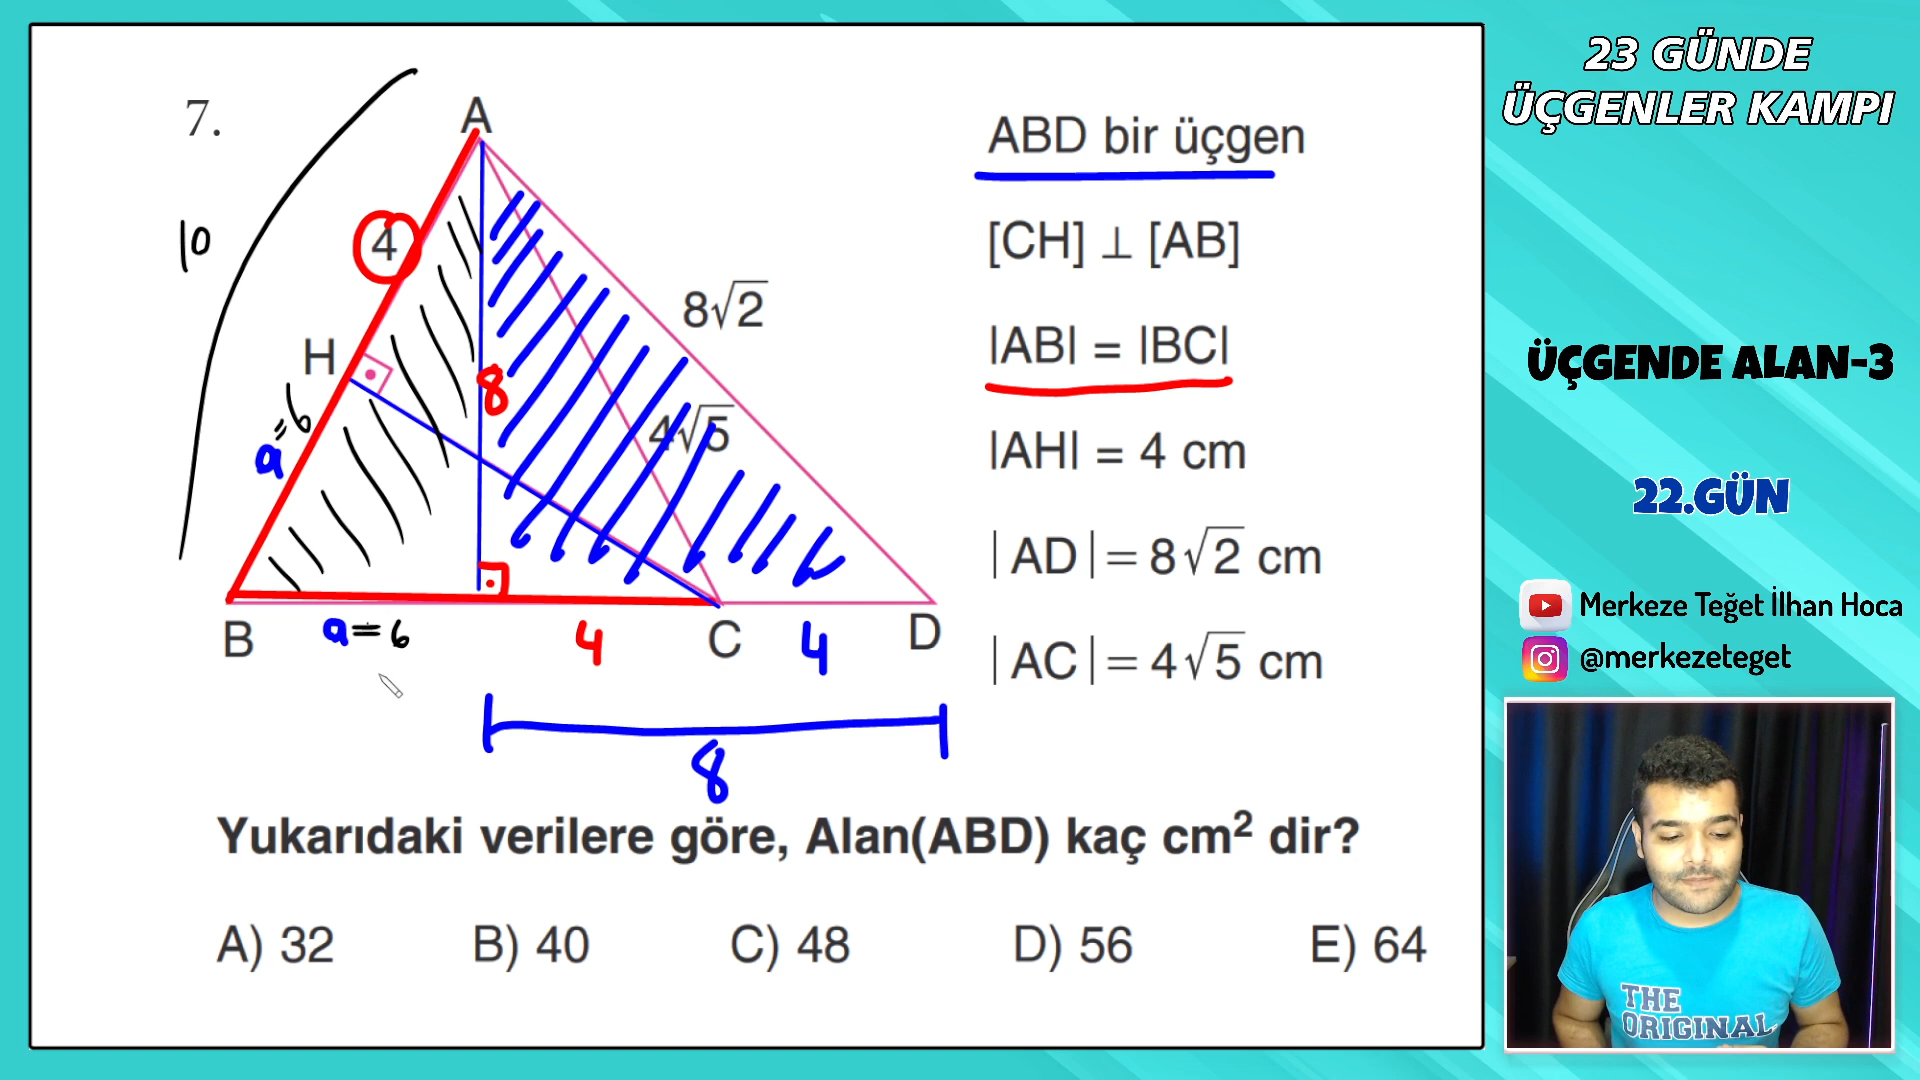 23 GÜNDE
ÜÇGENLER KAMPI
7.
A
ABD bir üçgen
10
4
[CH] ⊥ [AB]
8√2
H
8
|AB| = |BC|
a=6
4√5
|AH| = 4 cm
|AD| = 8√2 cm
B
a=6
4
C
4
D
|AC| = 4√5 cm
8
Yukarıdaki verilere göre, Alan(ABD) kaç cm² dir?
A) 32
B) 40
C) 48
D) 56
E) 64
ÜÇGENDE ALAN-3
22.GÜN
Merkeze Teğet İlhan Hoca
@merkezeteget
THE
ORIGINAL